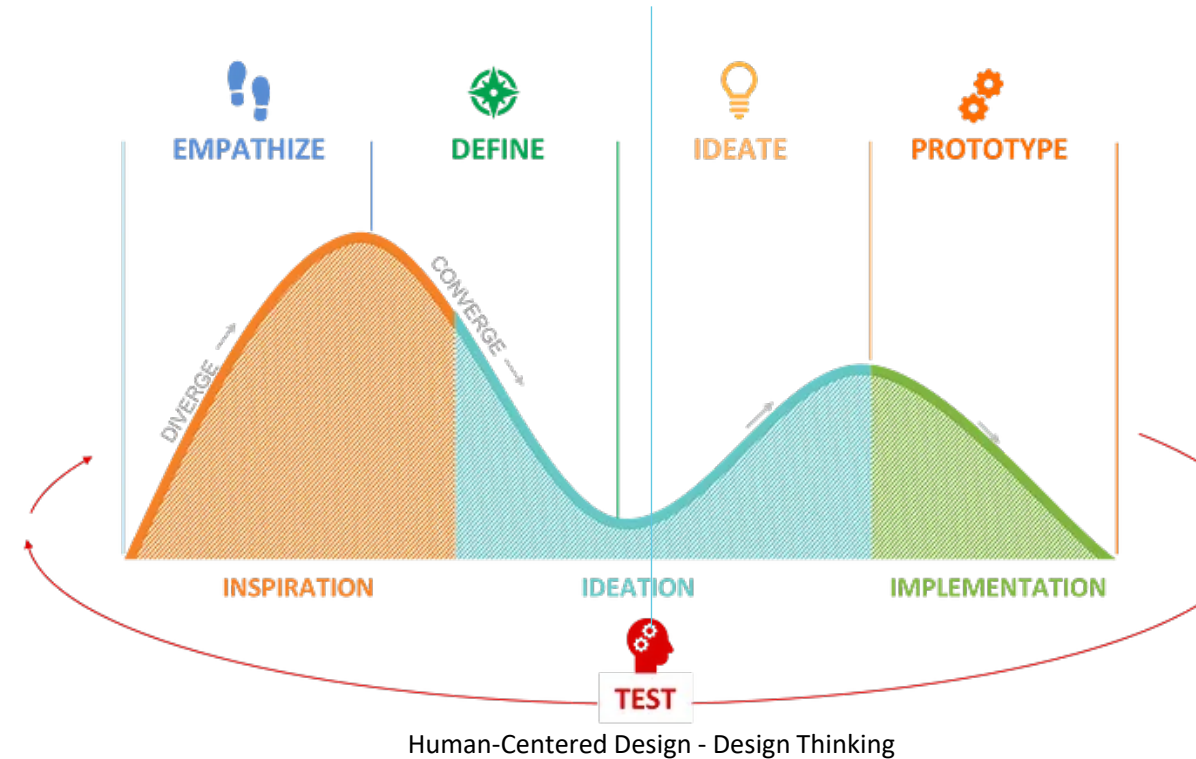 EMPATHIZE
DEFINE
IDEATE
PROTOTYPE
DIVERGE
CONVERGE
INSPIRATION
IDEATION
IMPLEMENTATION
TEST
Human-Centered Design - Design Thinking